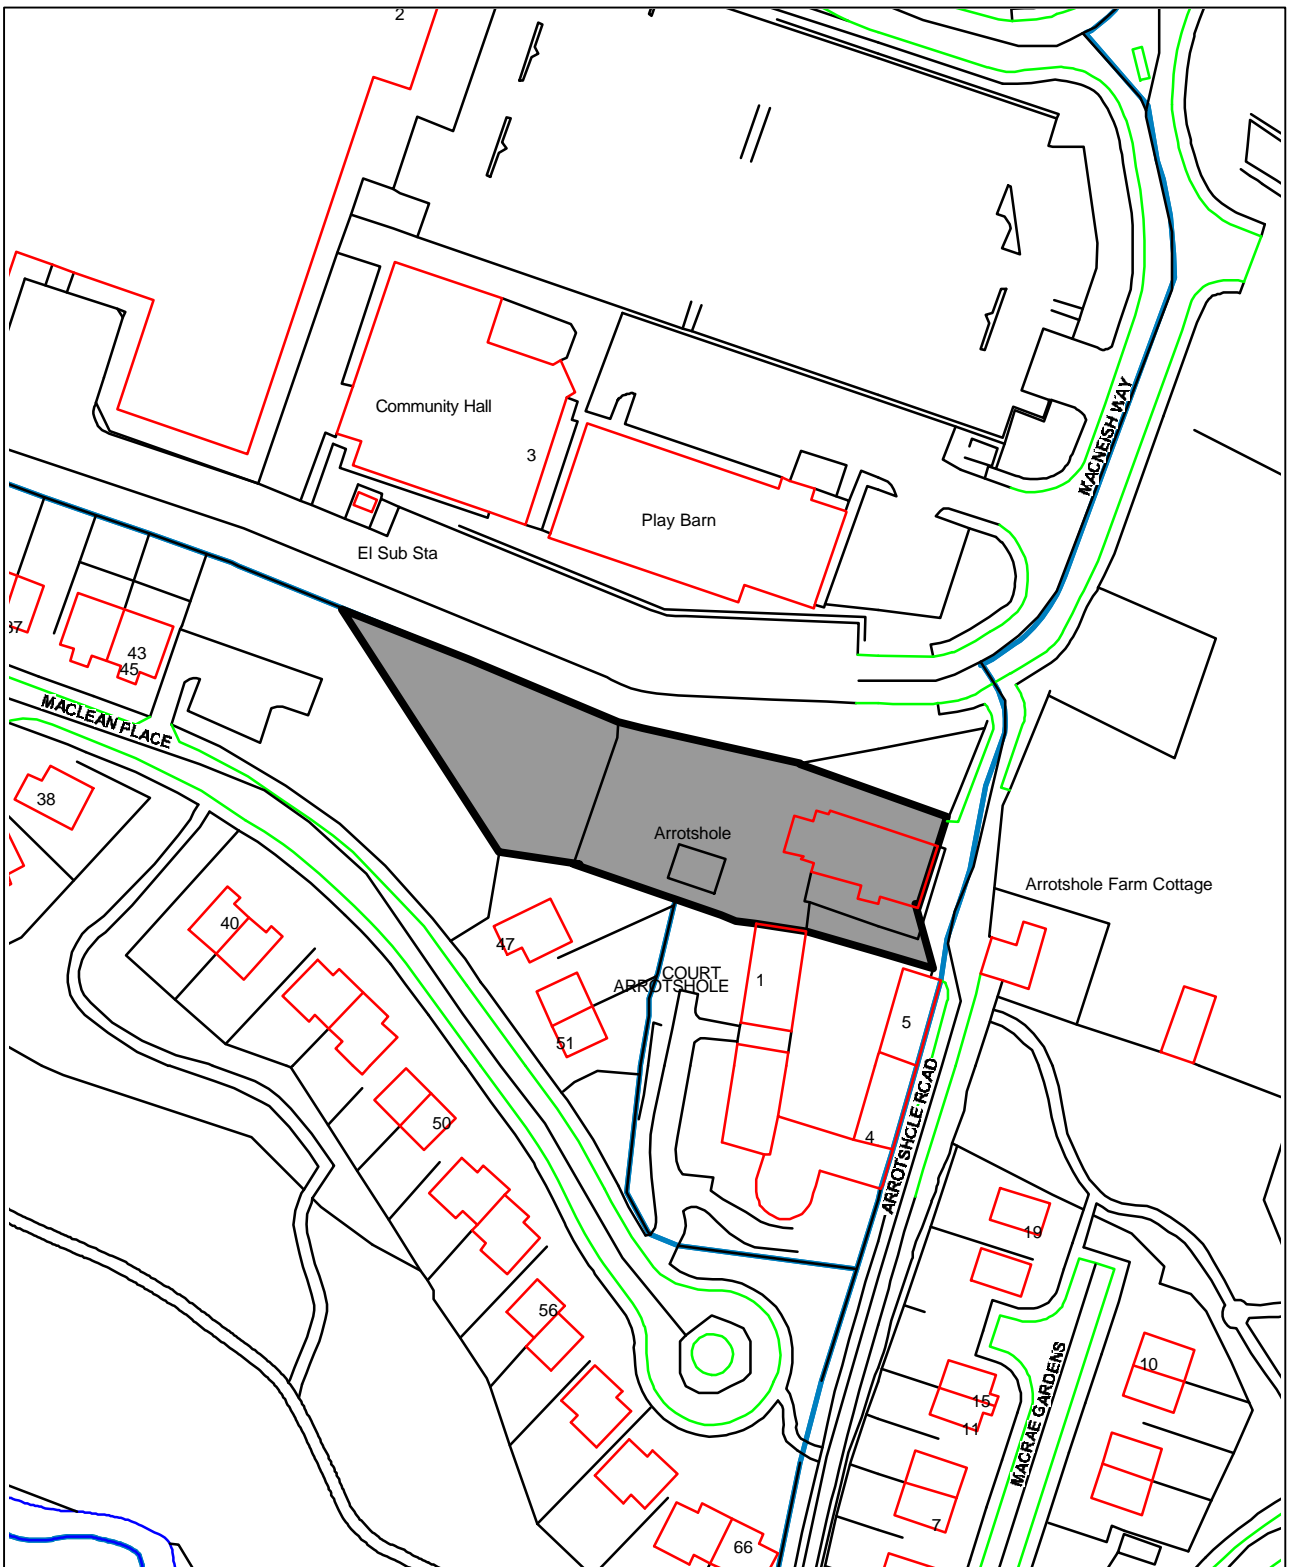 2
Community Hall
3
MACNEISH WAY
Play Barn
El Sub Sta
37
43
45
MACLEAN PLACE
38
Arrotshole
Arrotshole Farm Cottage
40
47
COURT
ARROTSHOLE
1
5
51
50
4
ARROTSHOLE ROAD
19
56
10
15
11
MACRAE GARDENS
7
66